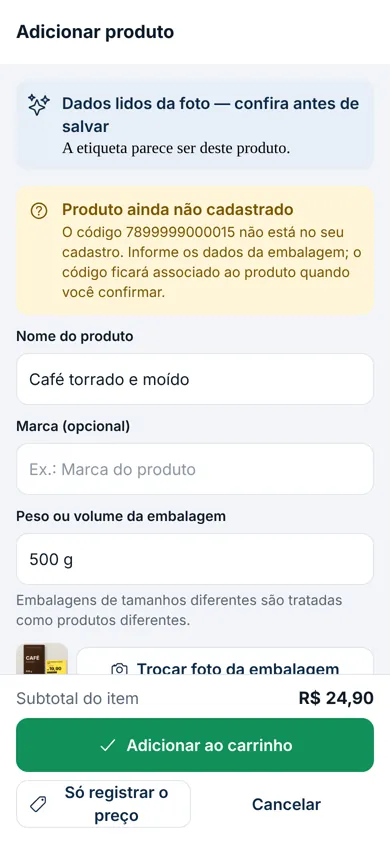 Adicionar produto
Dados lidos da foto — confira antes de
salvar
A etiqueta parece ser deste produto.
Produto ainda não cadastrado
O código 7899999000015 não está no seu
cadastro. Informe os dados da embalagem; o
código ficará associado ao produto quando
você confirmar.
Nome do produto
Café torrado e moído
Marca (opcional)
Ex.: Marca do produto
Peso ou volume da embalagem
500 g
Embalagens de tamanhos diferentes são tratadas
como produtos diferentes.
CAFÉ
Trocar foto da embalagem
Subtotal do item
R$ 24,90
Adicionar ao carrinho
Só registrar o
preço
Cancelar